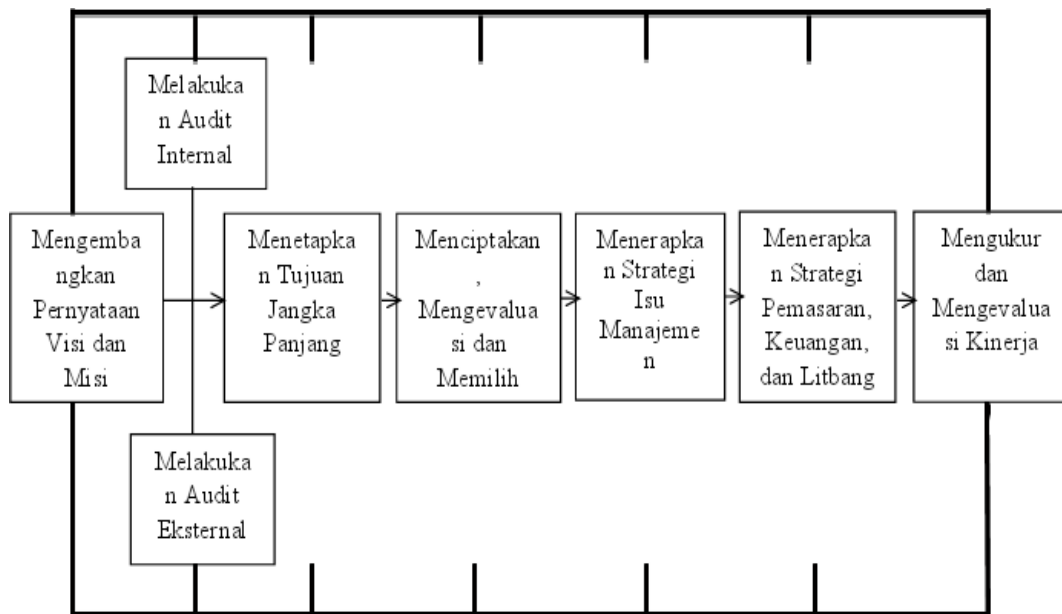 Melakuka
n Audit
Internal
Mengemba
ngkan
Pernyataan
Visi dan
Misi
Menetapka
n Tujuan
Jangka
Panjang
Menciptakan
,
Mengevalua
si dan
Memilih
Menerapka
n Strategi
Isu
Manajeme
n
Menerapka
n Strategi
Pemasaran,
Keuangan,
dan Litbang
Mengukur
dan
Mengevalua
si Kinerja
Melakuka
n Audit
Eksternal